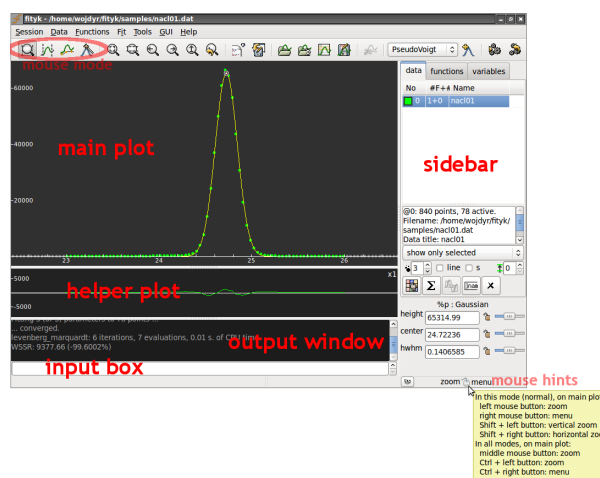 fityk - /home/wojdyr/fityk/samples/nacl01.dat
Session Data Functions Fit Tools GUI Help
PseudoVoigt
mouse mode
data functions variables
No #F+# Name
0 1+0 nacl01
60000
main plot
40000
sidebar
20000
@0: 840 points, 78 active.
Filename: /home/wojdyr/fityk/
samples/nacl01.dat
Data title: nacl01
23 25 26
show only selected
3 line s 0
x1
5000
helper plot
-5000
%p : Gaussian
height 65314.99
center 24.72236
hwhm 0.1406585
... converged.
levenberg_marquardt: 6 iterations, 7 evaluations, 0.01 s. of CPU time.
WSSR: 9377.66 (-99.6002%)
output window
input box
zoom menu
mouse hints
In this mode (normal), on main plot
left mouse button: zoom
right mouse button: menu
Shift + left button: vertical zoom
Shift + right button: horizontal zoo
In all modes, on main plot:
middle mouse button: zoom
Ctrl + left button: zoom
Ctrl + right button: menu